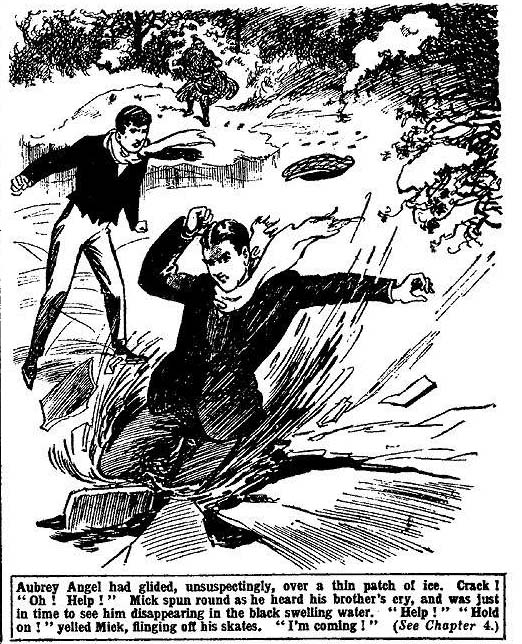 Aubrey Angel had glided, unsuspectingly, over a thin patch of ice. Crack!
"Oh! Help!" Mick spun round as he heard his brother's cry, and was just
in time to see him disappearing in the black swelling water. "Help!" "Hold
on!" yelled Mick, flinging off his skates. "I'm coming!" (See Chapter 4.)